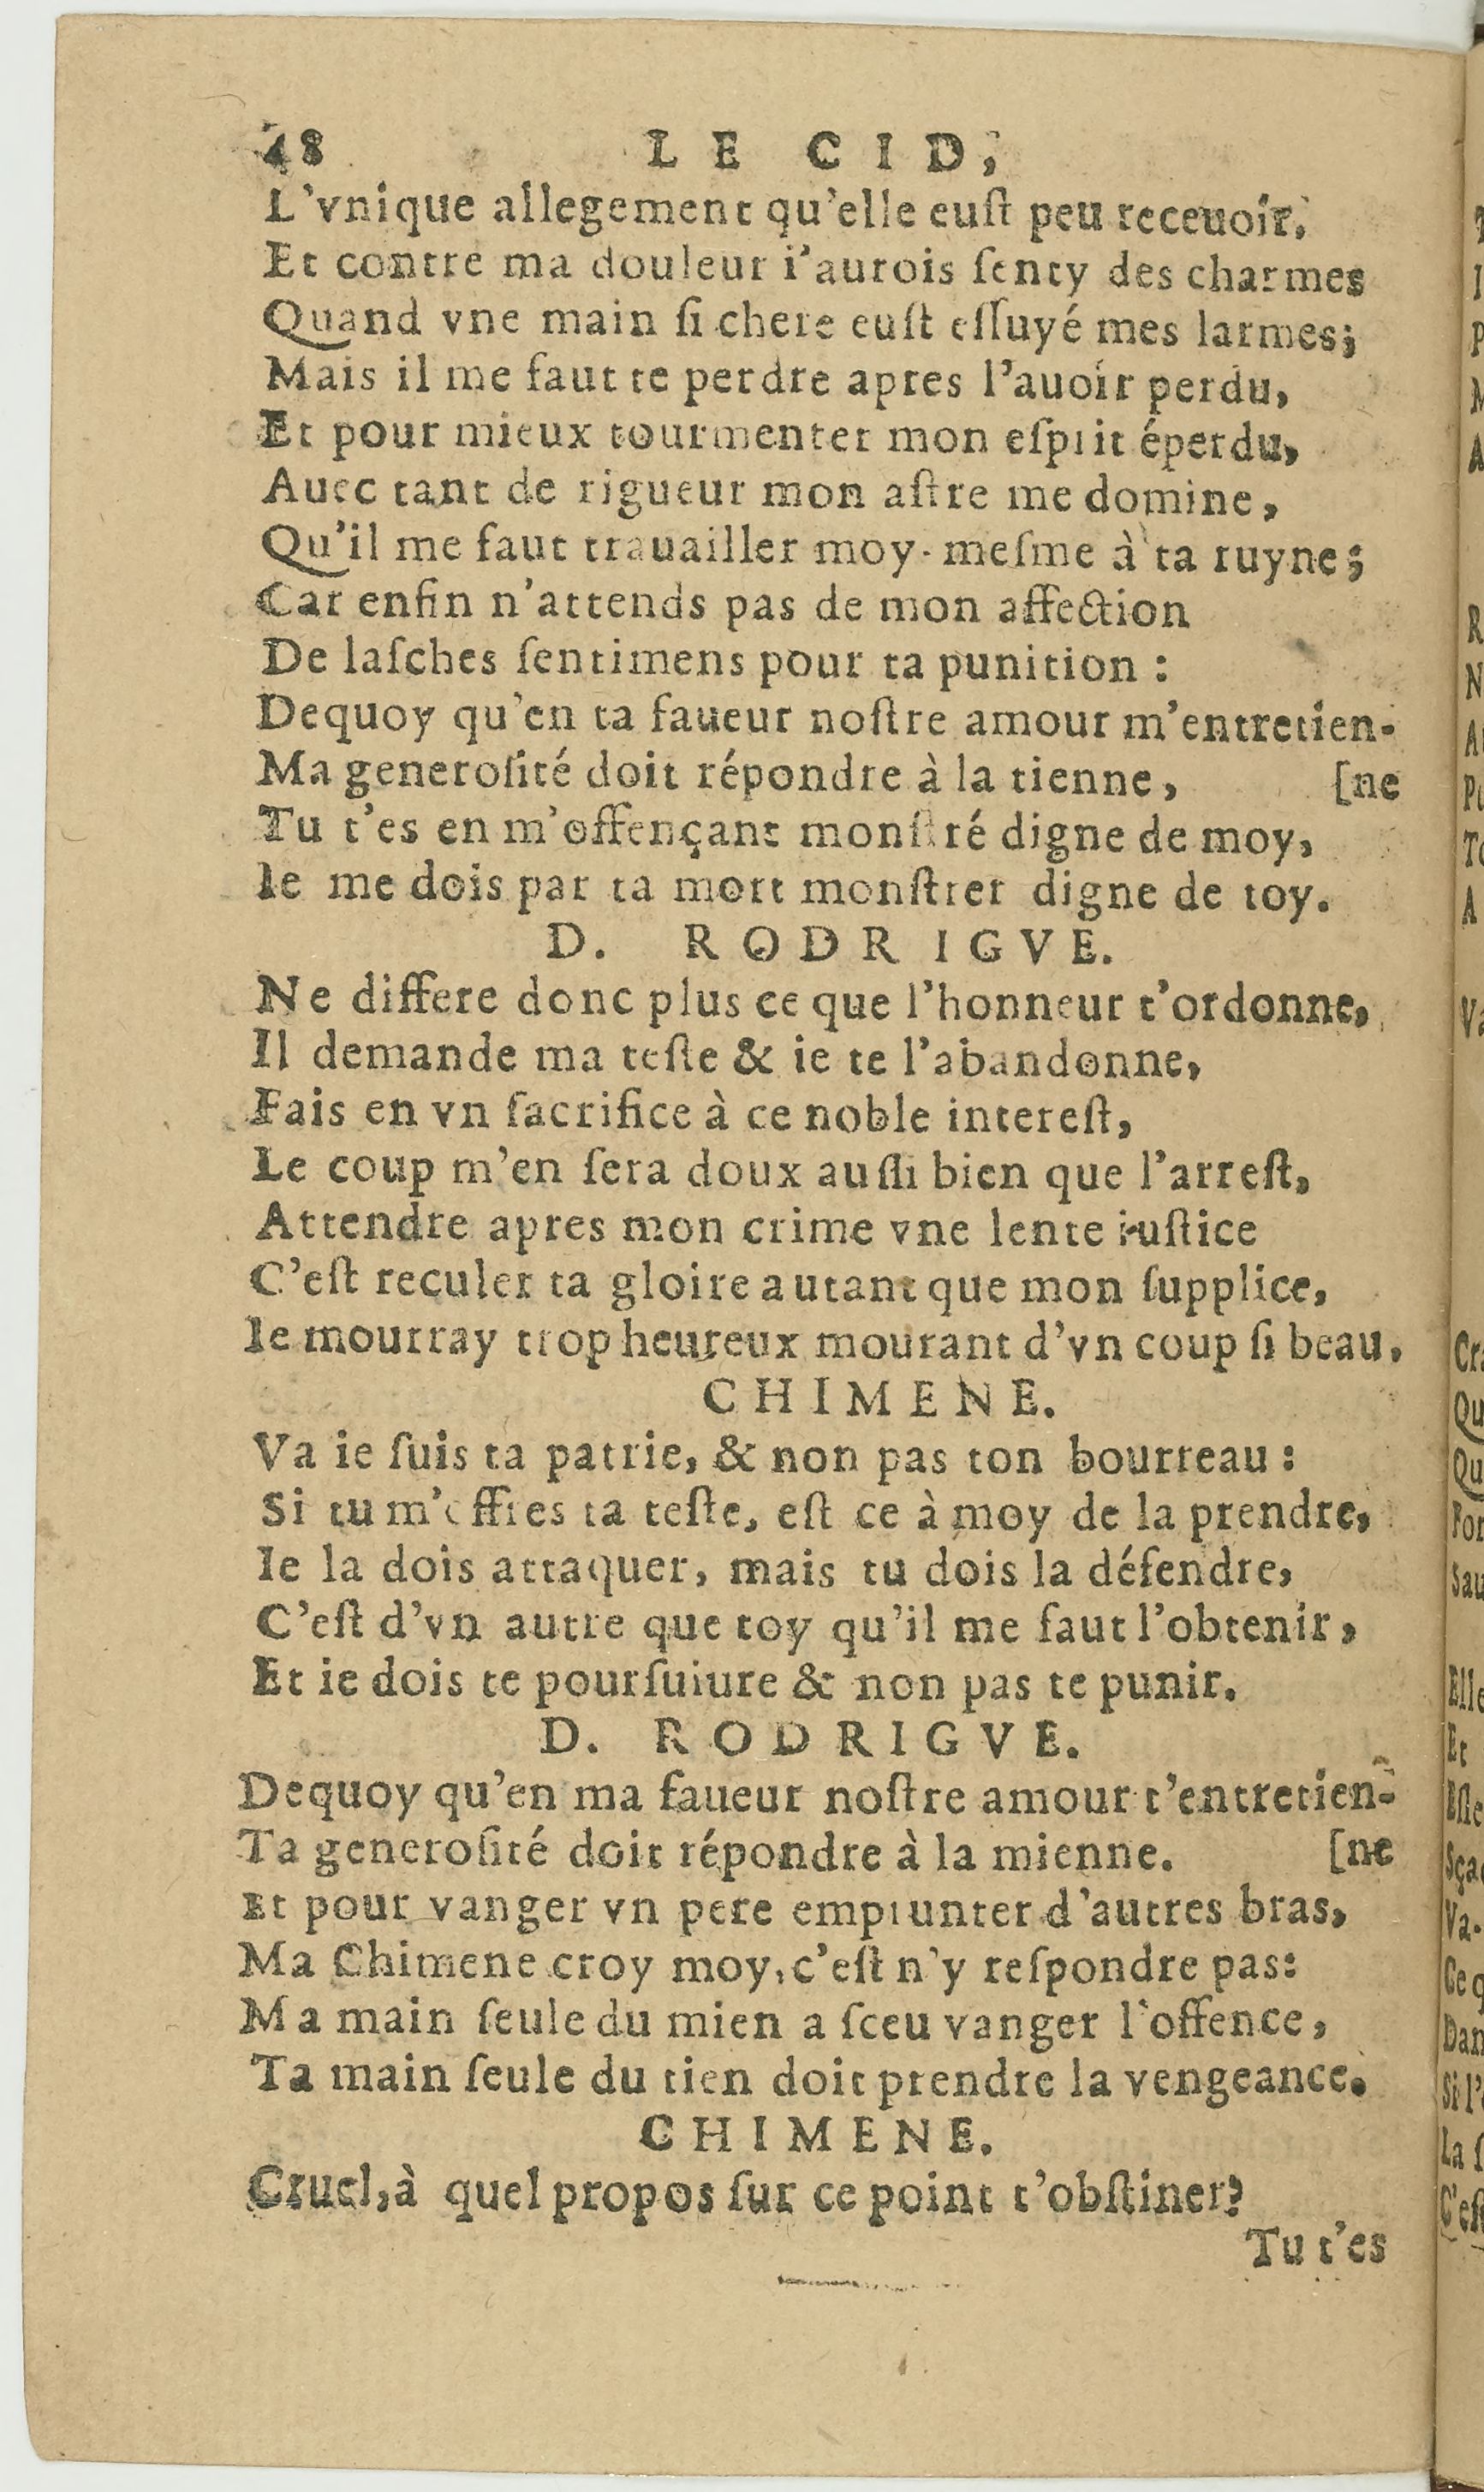 48 LE CID,
L'vnique allegement qu'elle euſt peu receuoir,
Et contre ma douleur i'aurois ſenty des charmes
Quand vne main ſi chere euſt eſſuyé mes larmes;
Mais il me faut te perdre apres l'auoir perdu,
Et pour mieux tourmenter mon eſprit éperdu,
Auec tant de rigueur mon aſtre me domine,
Qu'il me faut trauailler moy-meſme à ta ruyne;
Car enfin n'attends pas de mon affection
De laſches ſentimens pour ta punition :
Dequoy qu'en ta faueur noſtre amour m'entretien-
Ma generoſité doit répondre à la tienne, [ne
Tu t'es en m'offençant monſtré digne de moy,
Ie me dois par ta mort monſtrer digne de toy.
D. RODRIGVE.
Ne differe donc plus ce que l'honneur t'ordonne,
Il demande ma teſte & ie te l'abandonne,
Fais en vn ſacrifice à ce noble intereſt,
Le coup m'en ſera doux auſſi bien que l'arreſt,
Attendre apres mon crime vne lente iuſtice
C'eſt reculer ta gloire autant que mon ſupplice,
Ie mourray trop heureux mourant d'vn coup ſi beau.
CHIMENE.
Va ie ſuis ta patrie, & non pas ton bourreau :
Si tu m'offres ta teſte, eſt ce à moy de la prendre,
Ie la dois attaquer, mais tu dois la défendre,
C'eſt d'vn autre que toy qu'il me faut l'obtenir,
Et ie dois te pourſuiure & non pas te punir.
D. RODRIGVE.
Dequoy qu'en ma faueur noſtre amour t'entretien-
Ta generoſité doit répondre à la mienne. [ne
Et pour vanger vn pere emprunter d'autres bras,
Ma Chimene croy moy, c'eſt n'y reſpondre pas:
Ma main ſeule du mien a ſceu vanger l'offence,
Ta main ſeule du tien doit prendre la vengeance.
CHIMENE.
Cruel, à quel propos ſur ce point t'obſtiner?
Tu t'es